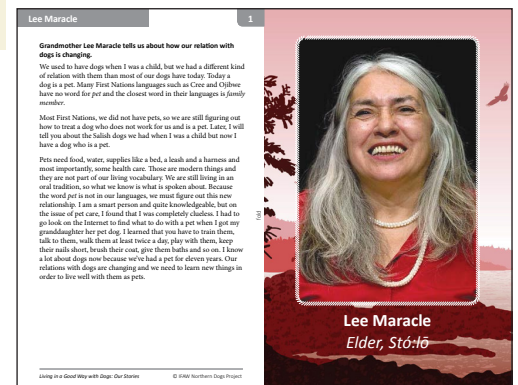 Lee Maracle 1
Grandmother Lee Maracle tells us about how our relation with
dogs is changing.
We used to have dogs when I was a child, but we had a different kind
of relation with them than most of our dogs have today. Today a
dog is a pet. Many First Nations languages such as Cree and Ojibwe
have no word for pet and the closest word in their languages is family
member.
Most First Nations, we did not have pets, so we are still figuring out
how to treat a dog who does not work for us and is a pet. Later, I will
tell you about the Salish dogs we had when I was a child but now I
have a dog who is a pet.
Pets need food, water, supplies like a bed, a leash and a harness and
most importantly, some health care. Those are modern things and
they are not part of our living vocabulary. We are still living in an
oral tradition, so what we know is what is spoken about. Because
the word pet is not in our languages, we must figure out this new
relationship. I am a smart person and quite knowledgeable, but on
the issue of pet care, I found that I was completely clueless. I had to
go look on the Internet to find what to do with a pet when I got my
granddaughter her pet dog. I learned that you have to train them,
talk to them, walk them at least twice a day, play with them, keep
their nails short, brush their coat, give them baths and so on. I know
a lot about dogs now because we've had a pet for eleven years. Our
relations with dogs are changing and we need to learn new things in
order to live well with them as pets.
Living in a Good Way with Dogs: Our Stories © IFAW Northern Dogs Project
fold
Lee Maracle
Elder, Stó:lō